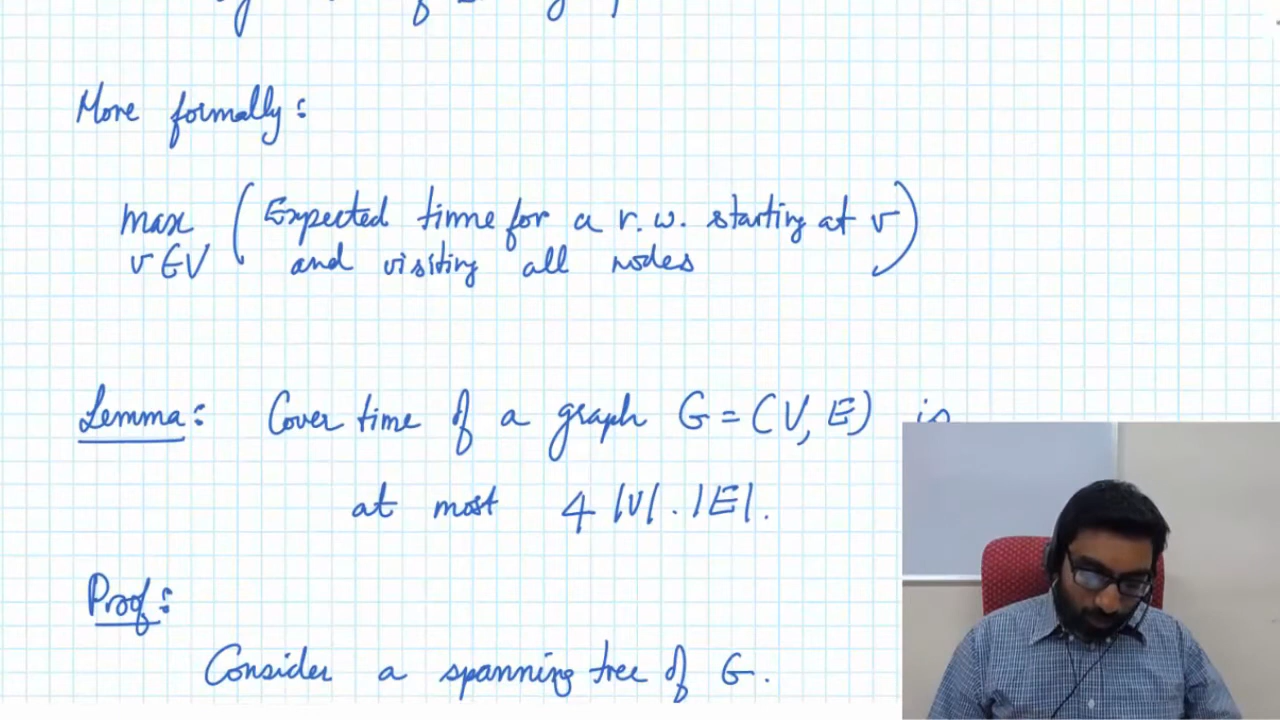 More formally:
max ( Expected time for a r. w. starting at v )
v ∈ V and visiting all nodes
Lemma: Cover time of a graph G = (V, E) is
at most 4 |V| . |E|.
Proof:
Consider a spanning tree of G.